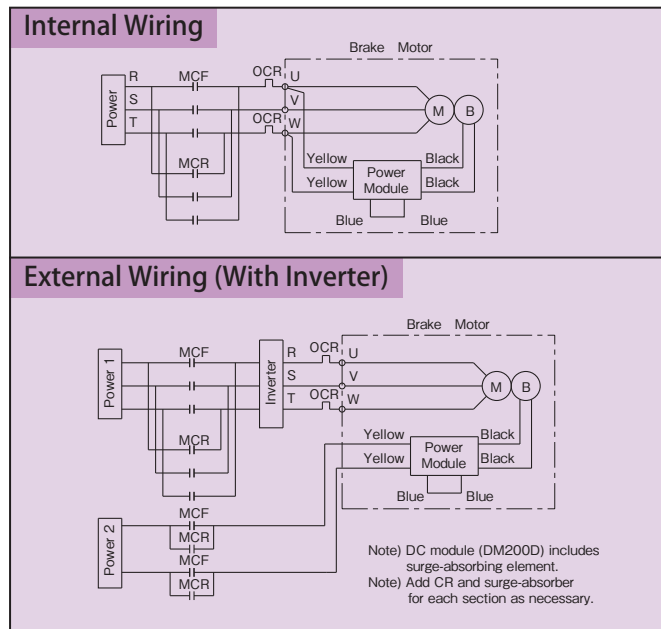 Internal Wiring
Brake Motor
R MCF OCR U
S V
T OCR W
Power
M B
MCR
Yellow Black
Yellow Power Module Black
Blue Blue
External Wiring (With Inverter)
Brake Motor
MCF R OCR U
S V
T OCR W
Power 1
Inverter
M B
MCR
Yellow Black
Yellow Power Module Black
Blue Blue
MCF
MCR
Power 2
MCF
MCR
Note) DC module (DM200D) includes
surge-absorbing element.
Note) Add CR and surge-absorber
for each section as necessary.